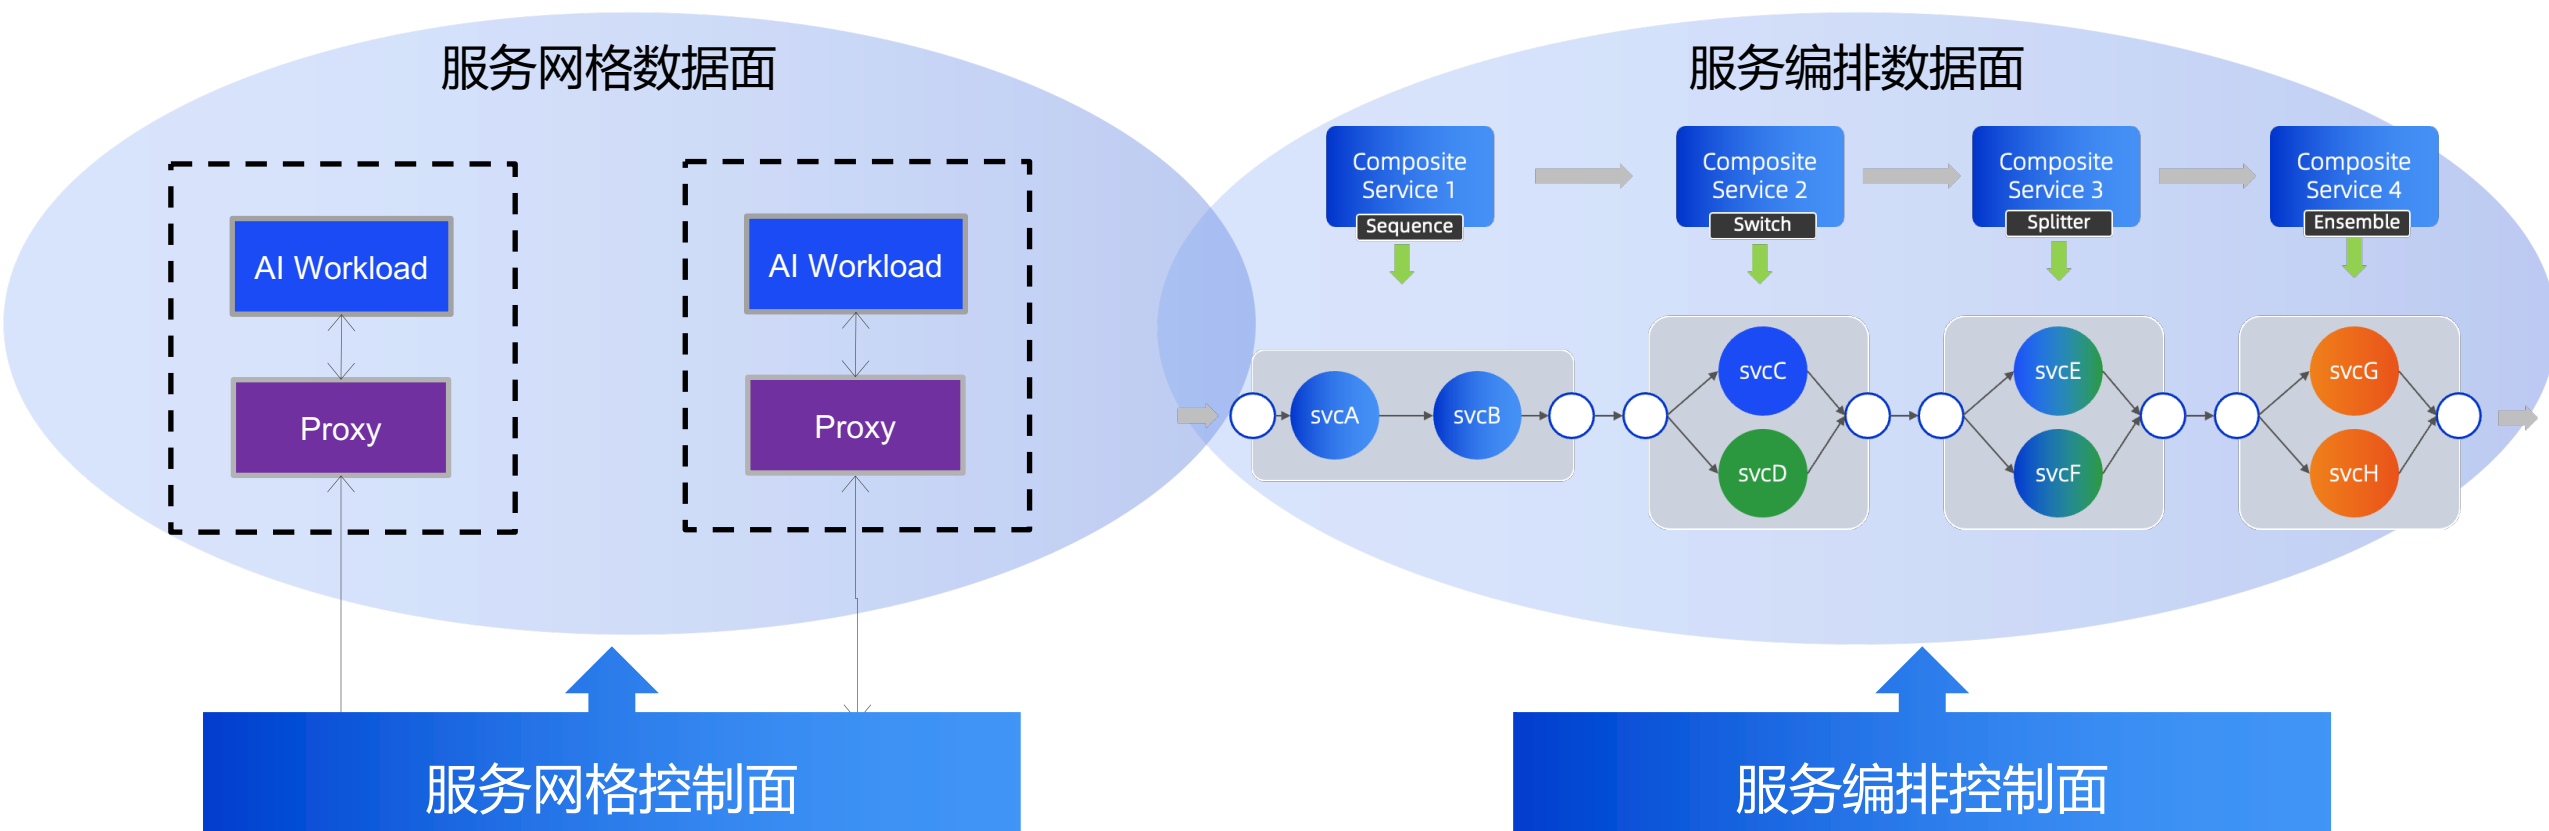 服务网格数据面
AI Workload
AI Workload
Proxy
Proxy
服务网格控制面
服务编排数据面
Composite
Service 1
Sequence
Composite
Service 2
Switch
Composite
Service 3
Splitter
Composite
Service 4
Ensemble
svcA
svcB
svcC
svcD
svcE
svcF
svcG
svcH
服务编排控制面